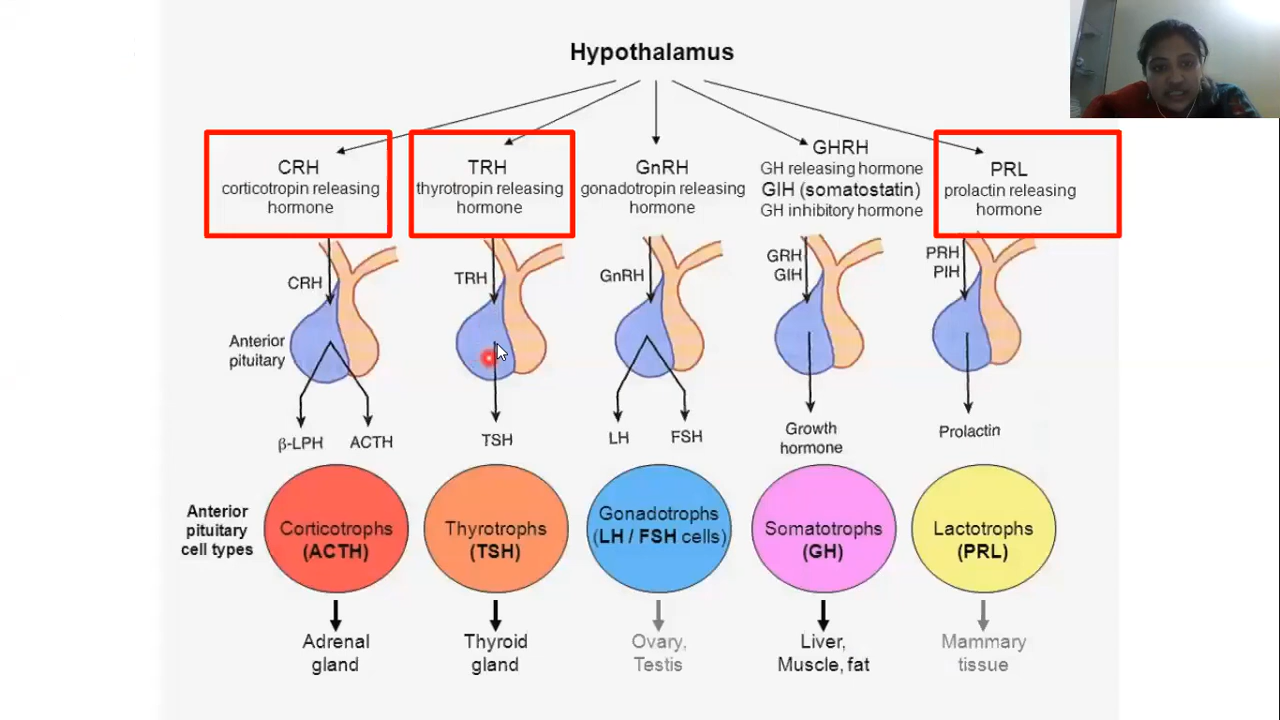 Hypothalamus
CRH
corticotropin releasing
hormone
TRH
thyrotropin releasing
hormone
GnRH
gonadotropin releasing
hormone
GHRH
GH releasing hormone
GIH (somatostatin)
GH inhibitory hormone
PRL
prolactin releasing
hormone
CRH
TRH
GnRH
GRH
GIH
PRH
PIH
Anterior
pituitary
β-LPH
ACTH
TSH
LH
FSH
Growth
hormone
Prolactin
Anterior
pituitary
cell types
Corticotrophs
(ACTH)
Thyrotrophs
(TSH)
Gonadotrophs
(LH / FSH cells)
Somatotrophs
(GH)
Lactotrophs
(PRL)
Adrenal
gland
Thyroid
gland
Ovary,
Testis
Liver,
Muscle, fat
Mammary
tissue